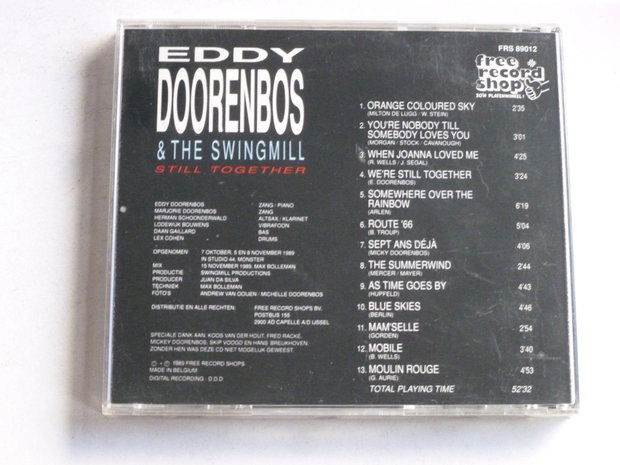 EDDY
DOORENBOS
& THE SWINGMILL
STILL TOGETHER
EDDY DOORENBOS ZANG / PIANO
MARJORIE DOORENBOS ZANG
HERMAN SCHOONDERWALD ALTSAX / KLARINET
LODEWIJK BOUWENS VIBRAFOON
DAAN GAILLARD BAS
LEX COHEN DRUMS
OPGENOMEN 7 OKTOBER, 5 EN 8 NOVEMBER 1989
IN STUDIO 44: MONSTER
MIX 15 NOVEMBER 1989: MAX BOLLEMAN
PRODUCTIE SWINGMILL PRODUCTIONS
PRODUCER JUAN DA SILVA
TECHNIEK MAX BOLLEMAN
FOTO'S ANDREW VAN GOUEN / MICHELLE DOORENBOS
DISTRIBUTIE EN ALLE RECHTEN: FREE RECORD SHOPS BV.
POSTBUS 155
2900 AD CAPELLE A/D IJSSEL
SPECIALE DANK AAN: KOOS VAN DER HOUT, FRED RACKÉ,
MICKEY DOORENBOS, SKIP VOOGD EN HANS BREUKHOVEN.
ZONDER HEN WAS DEZE CD NIET MOGELIJK GEWEEST.
© + ℗ 1989 FREE RECORD SHOPS
MADE IN BELGIUM
DIGITAL RECORDING - D.D.D
FRS 89012
free
record
shop
ZO'N PLATENWINKEL!
1. ORANGE COLOURED SKY 2'35
(MILTON DE LUGG / W. STEIN)
2. YOU'RE NOBODY TILL
SOMEBODY LOVES YOU 3'01
(MORGAN / STOCK / CAVANOUGH)
3. WHEN JOANNA LOVED ME 4'25
(R. WELLS / J. SEGAL)
4. WE'RE STILL TOGETHER 3'24
(E. DOORENBOS)
5. SOMEWHERE OVER THE
RAINBOW 6'19
(ARLEN)
6. ROUTE '66 5'04
(B. TROUP)
7. SEPT ANS DÉJÀ 4'06
(MICKY DOORENBOS)
8. THE SUMMERWIND 2'44
(MERCER / MAYER)
9. AS TIME GOES BY 4'43
(HUPFELD)
10. BLUE SKIES 4'46
(BERLIN)
11. MAM'SELLE 2'54
(GORDEN)
12. MOBILE 3'40
(B. WELLS)
13. MOULIN ROUGE 4'53
(G. AURIE)
TOTAL PLAYING TIME 52'32